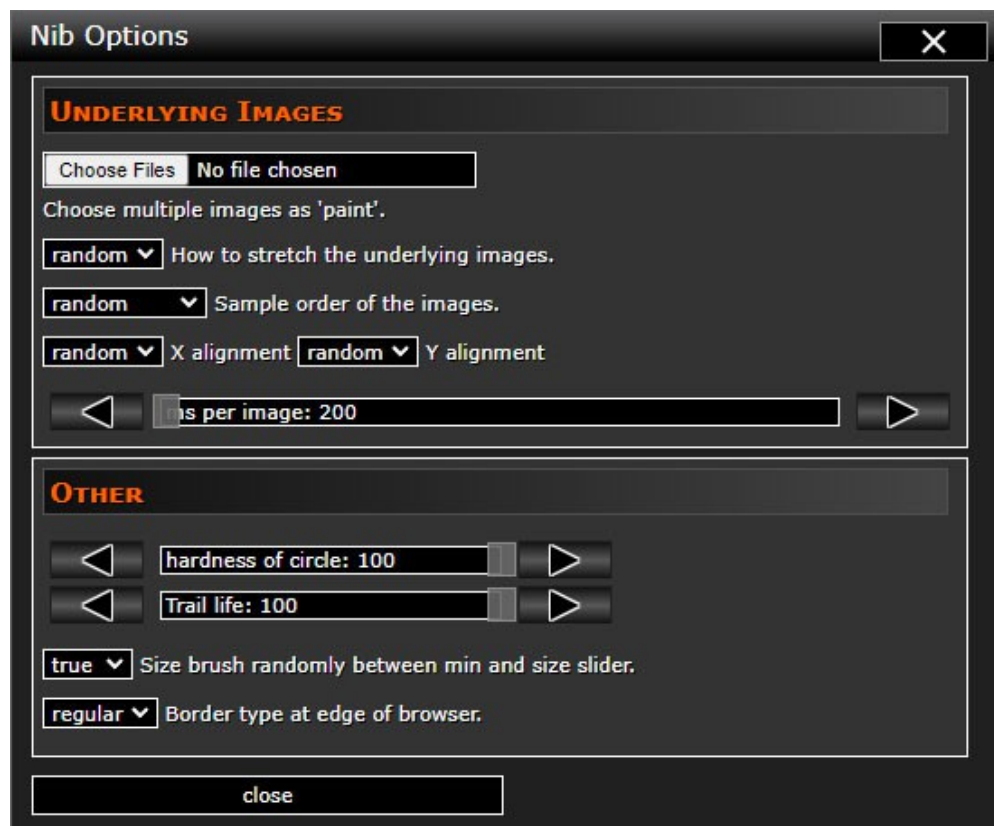 Nib Options
Underlying Images
Choose Files No file chosen
Choose multiple images as 'paint'.
random How to stretch the underlying images.
random Sample order of the images.
random X alignment random Y alignment
ms per image: 200
Other
hardness of circle: 100
Trail life: 100
true Size brush randomly between min and size slider.
regular Border type at edge of browser.
close